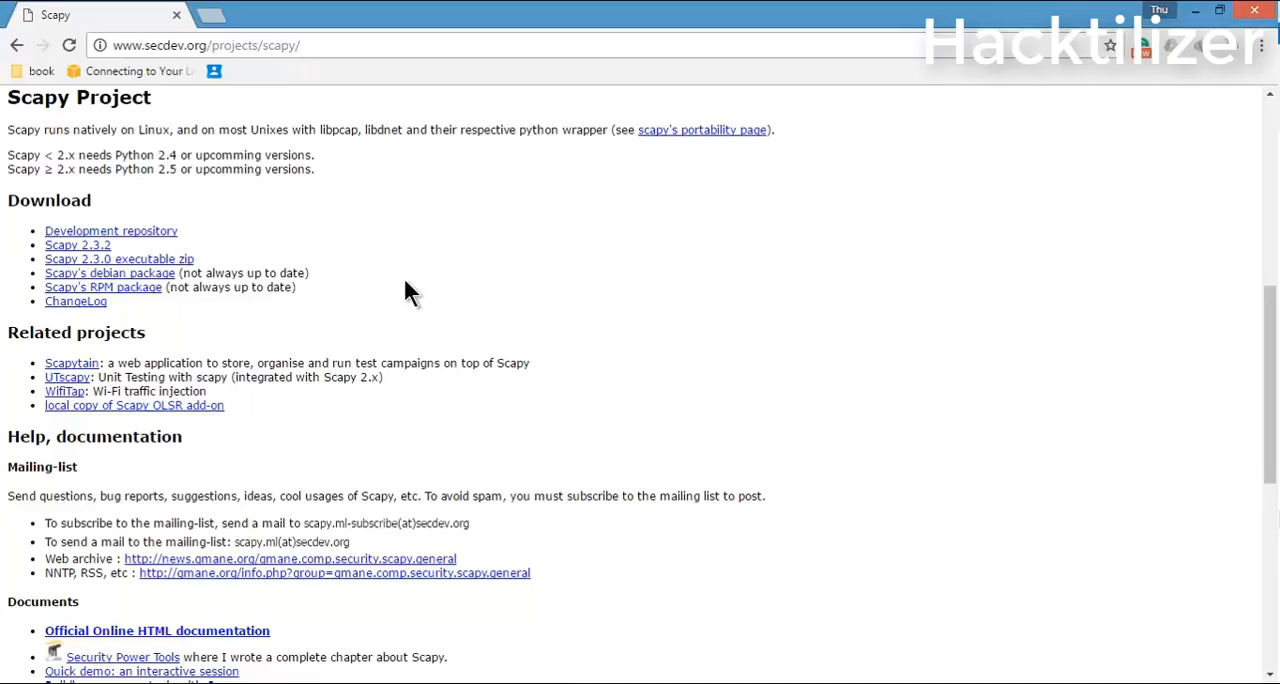 Scapy
Thu
www.secdev.org/projects/scapy/
Hacktilizer
book
Connecting to Your L
Scapy Project
Scapy runs natively on Linux, and on most Unixes with libpcap, libdnet and their respective python wrapper (see scapy's portability page).
Scapy < 2.x needs Python 2.4 or upcomming versions.
Scapy ≥ 2.x needs Python 2.5 or upcomming versions.
Download
Development repository
Scapy 2.3.2
Scapy 2.3.0 executable zip
Scapy's debian package (not always up to date)
Scapy's RPM package (not always up to date)
ChangeLog
Related projects
Scapytain: a web application to store, organise and run test campaigns on top of Scapy
UTscapy: Unit Testing with scapy (integrated with Scapy 2.x)
WifiTap: Wi-Fi traffic injection
local copy of Scapy OLSR add-on
Help, documentation
Mailing-list
Send questions, bug reports, suggestions, ideas, cool usages of Scapy, etc. To avoid spam, you must subscribe to the mailing list to post.
To subscribe to the mailing-list, send a mail to scapy.ml-subscribe(at)secdev.org
To send a mail to the mailing-list: scapy.ml(at)secdev.org
Web archive : http://news.gmane.org/gmane.comp.security.scapy.general
NNTP, RSS, etc : http://gmane.org/info.php?group=gmane.comp.security.scapy.general
Documents
Official Online HTML documentation
Security Power Tools where I wrote a complete chapter about Scapy.
Quick demo: an interactive session